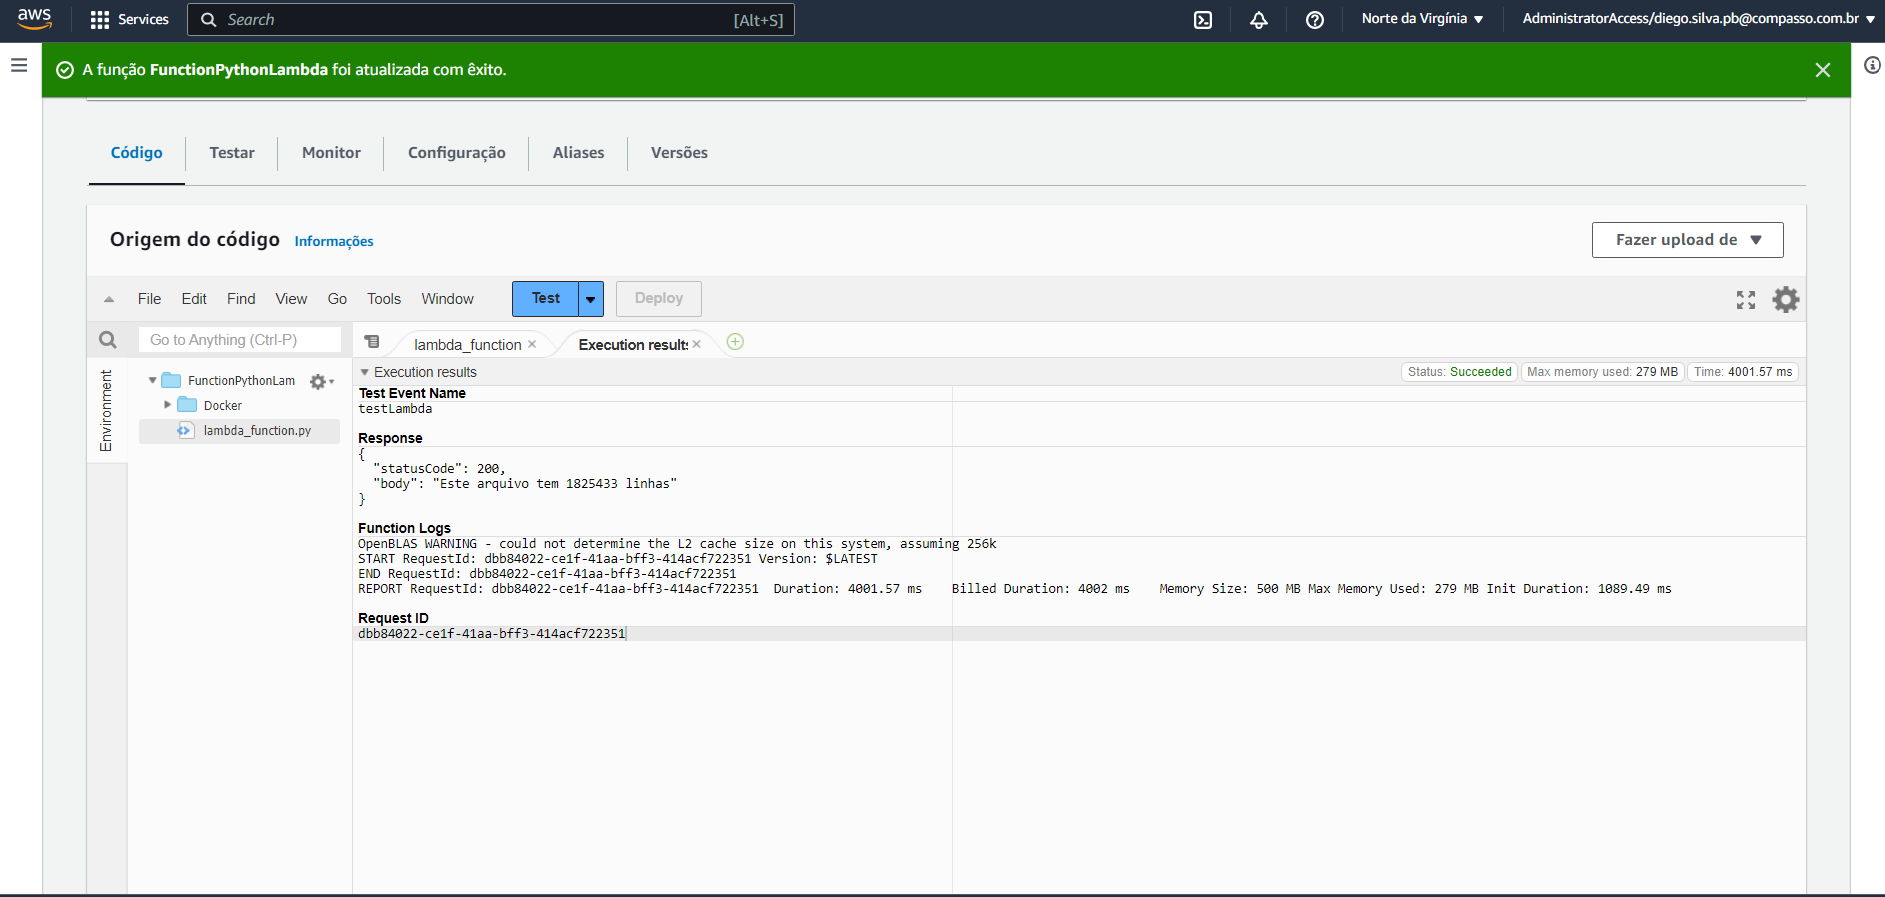 aws Services Search [Alt+S] Norte da Virgínia AdministratorAccess/diego.silva.pb@compasso.com.br
A função FunctionPythonLambda foi atualizada com êxito.
Código Testar Monitor Configuração Aliases Versões
Origem do código Informações Fazer upload de
File Edit Find View Go Tools Window Test Deploy
Go to Anything (Ctrl-P) lambda_function Execution results
Execution results Status: Succeeded Max memory used: 279 MB Time: 4001.57 ms
Environment
FunctionPythonLam
Docker
lambda_function.py
Test Event Name
testLambda
Response
{
"statusCode": 200,
"body": "Este arquivo tem 1825433 linhas"
}
Function Logs
OpenBLAS WARNING - could not determine the L2 cache size on this system, assuming 256k
START RequestId: dbb84022-ce1f-41aa-bff3-414acf722351 Version: $LATEST
END RequestId: dbb84022-ce1f-41aa-bff3-414acf722351
REPORT RequestId: dbb84022-ce1f-41aa-bff3-414acf722351 Duration: 4001.57 ms Billed Duration: 4002 ms Memory Size: 500 MB Max Memory Used: 279 MB Init Duration: 1089.49 ms
Request ID
dbb84022-ce1f-41aa-bff3-414acf722351